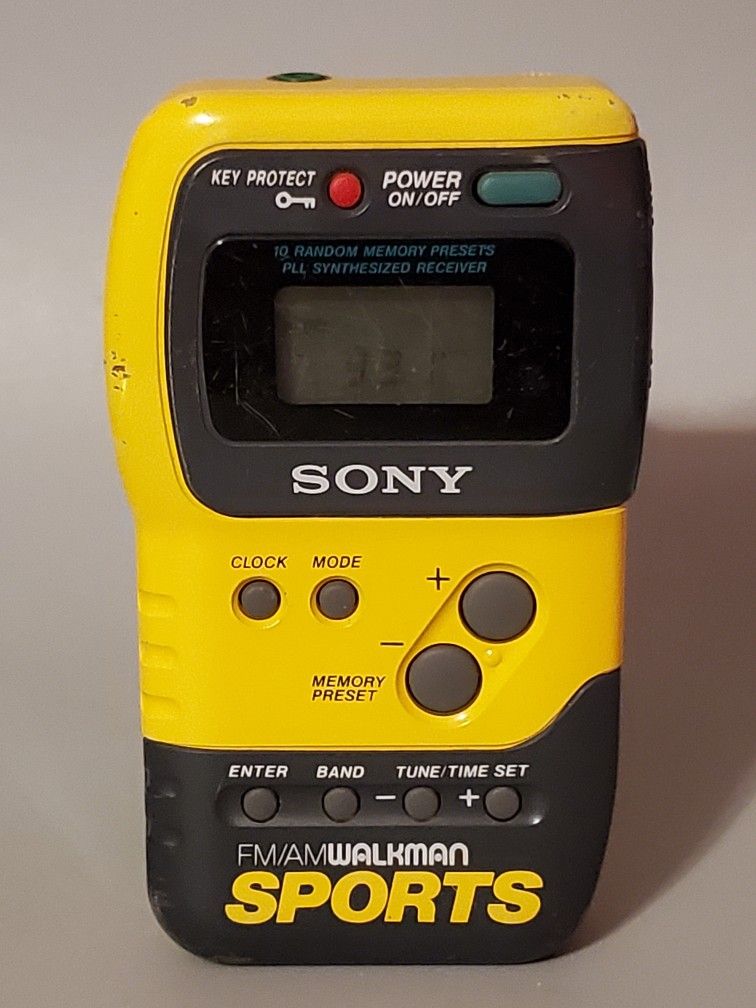 KEY PROTECT
POWER
ON/OFF
10 RANDOM MEMORY PRESETS
PLL SYNTHESIZED RECEIVER
SONY
CLOCK MODE
+
−
MEMORY
PRESET
ENTER BAND TUNE/TIME SET
− +
FM/AM WALKMAN
SPORTS